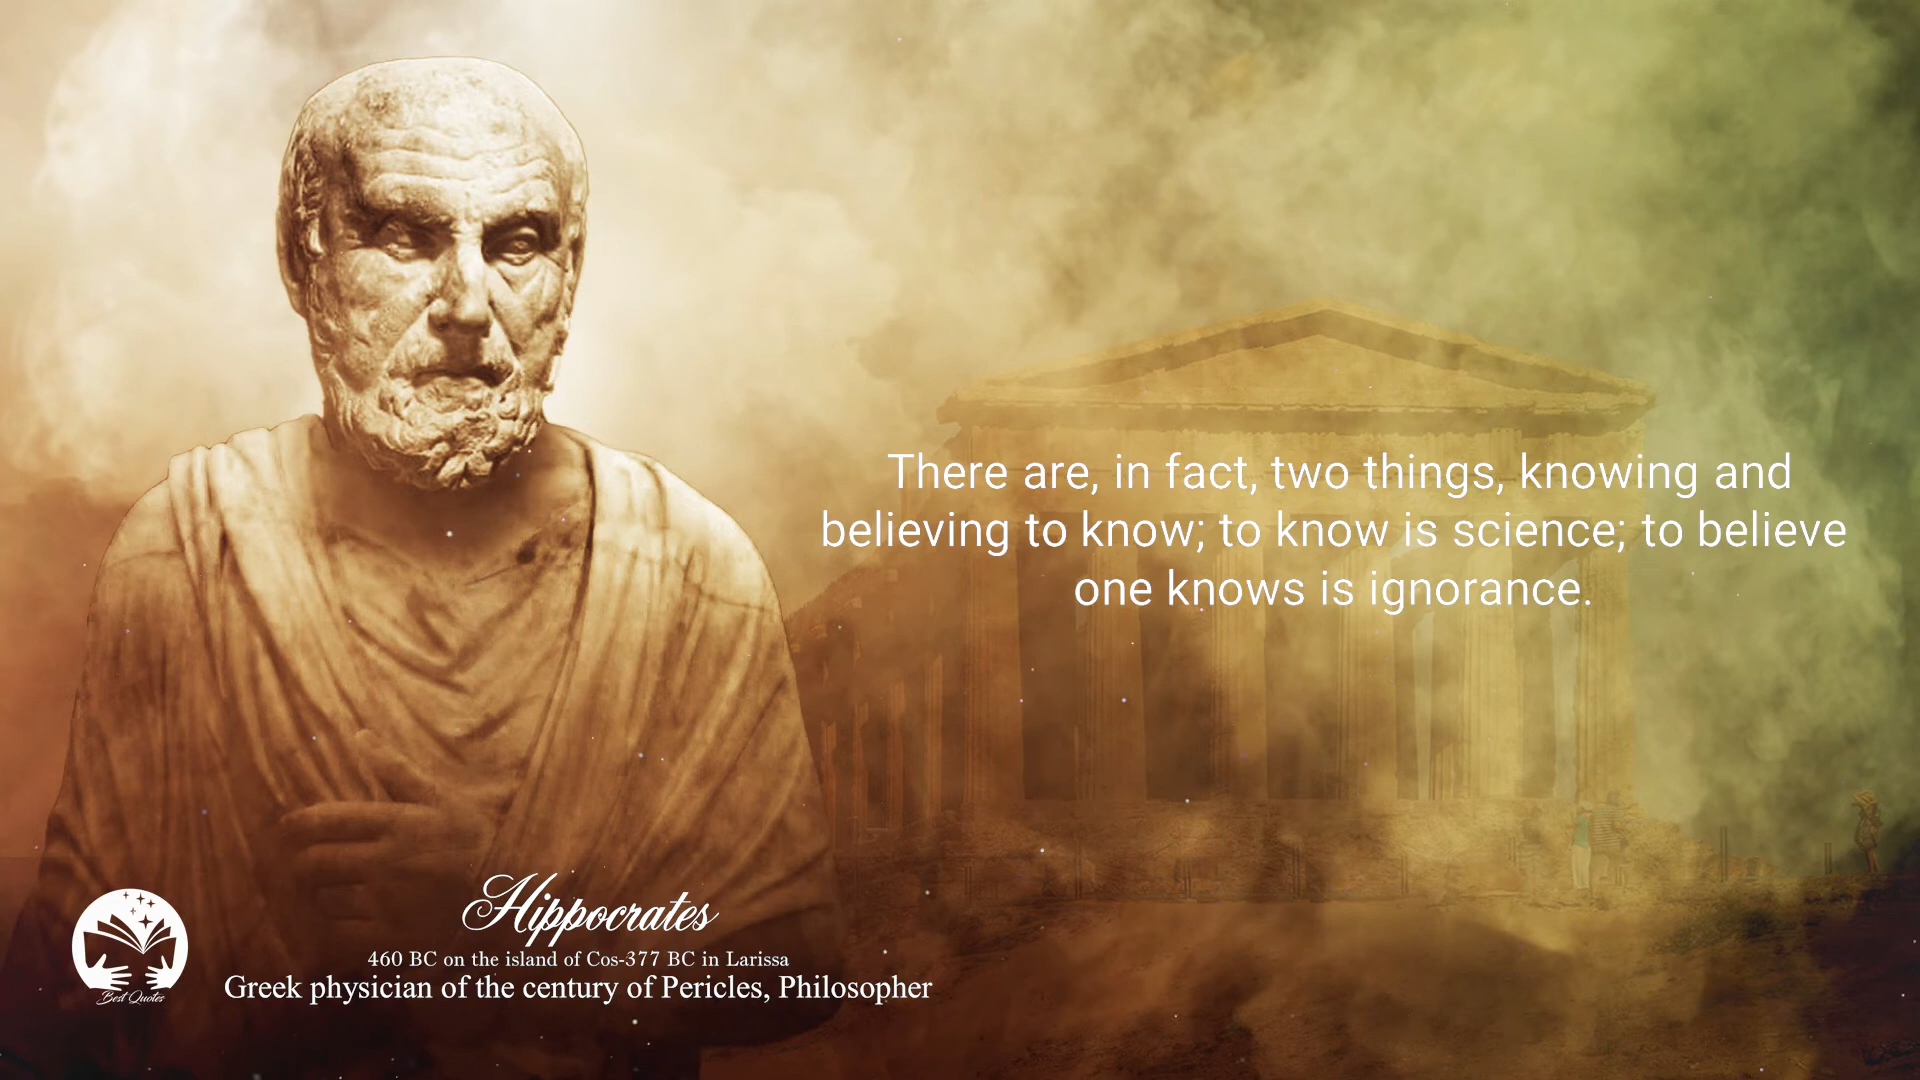 There are, in fact, two things, knowing and
believing to know; to know is science; to believe
one knows is ignorance.
Hippocrates
460 BC on the island of Cos-377 BC in Larissa
Greek physician of the century of Pericles, Philosopher
Best Quotes